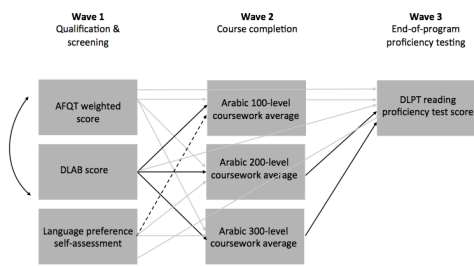 Wave 1
Qualification &
screening
Wave 2
Course completion
Wave 3
End-of-program
proficiency testing
AFQT weighted
score
DLAB score
Language preference
self-assessment
Arabic 100-level
coursework average
Arabic 200-level
coursework average
Arabic 300-level
coursework average
DLPT reading
proficiency test score